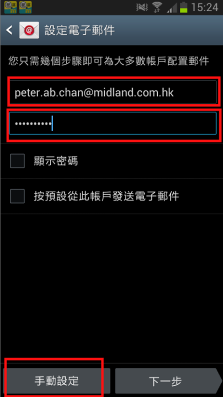 15:24
設定電子郵件
您只需幾個步驟即可為大多數帳戶配置郵件
peter.ab.chan@midland.com.hk
••••••••••
顯示密碼
按預設從此帳戶發送電子郵件
手動設定
下一步